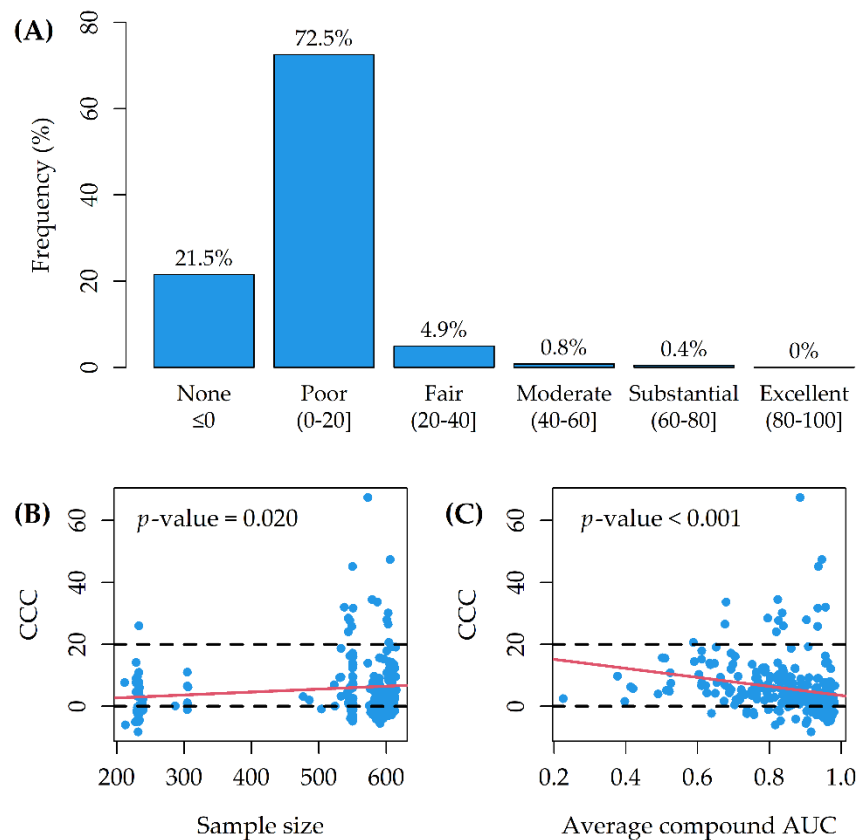 (A)
Frequency (%)
80
60
40
20
0
21.5%
72.5%
4.9%
0.8%
0.4%
0%
None Poor Fair Moderate Substantial Excellent
≤0 (0-20] (20-40] (40-60] (60-80] (80-100]
(B)
p-value = 0.020
CCC
60
40
20
0
200 300 400 500 600
Sample size
(C)
p-value < 0.001
CCC
60
40
20
0
0.2 0.4 0.6 0.8 1.0
Average compound AUC